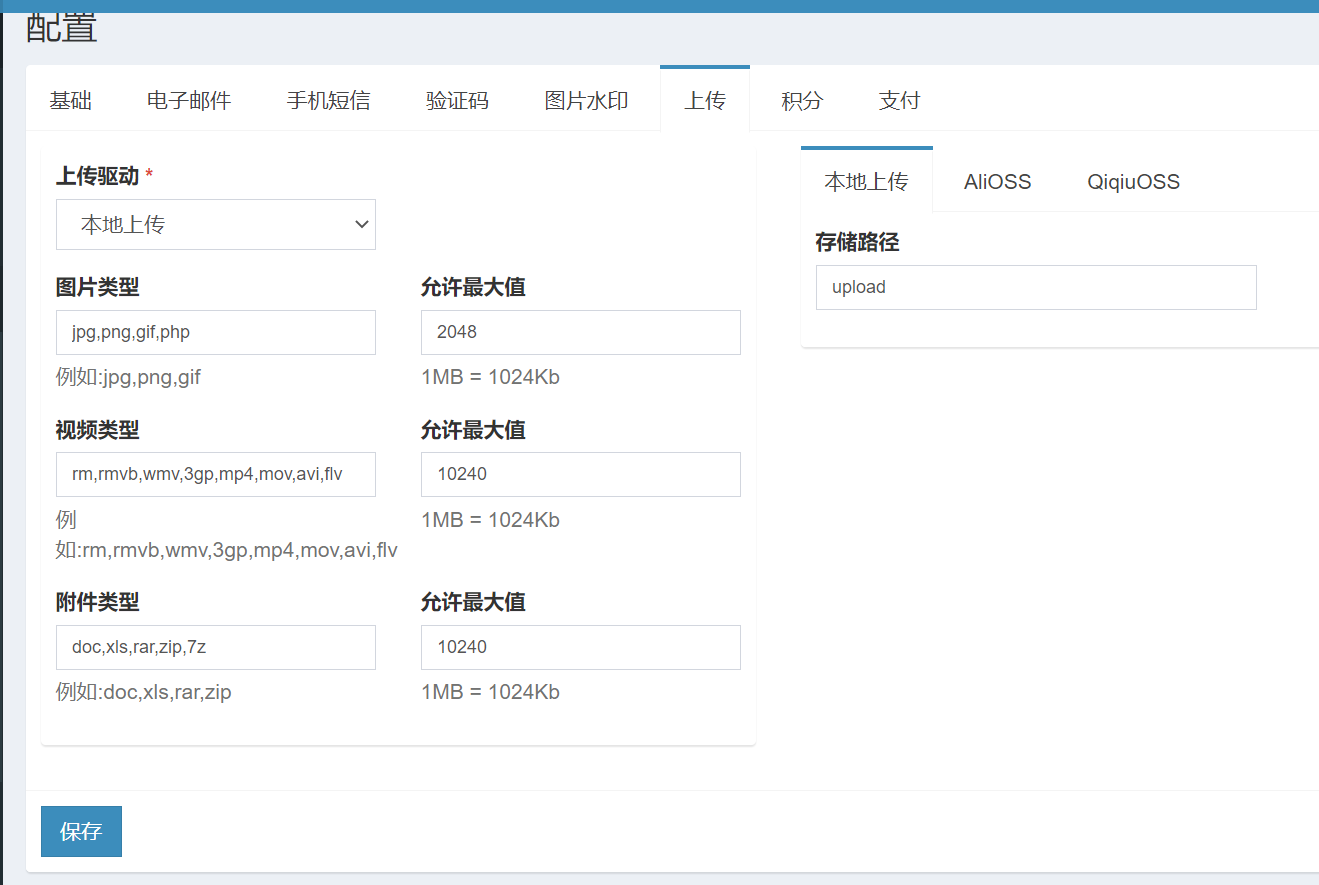 配置
基础 电子邮件 手机短信 验证码 图片水印 上传 积分 支付
上传驱动 *
本地上传
图片类型 允许最大值
jpg,png,gif,php 2048
例如:jpg,png,gif 1MB = 1024Kb
视频类型 允许最大值
rm,rmvb,wmv,3gp,mp4,mov,avi,flv 10240
例 1MB = 1024Kb
如:rm,rmvb,wmv,3gp,mp4,mov,avi,flv
附件类型 允许最大值
doc,xls,rar,zip,7z 10240
例如:doc,xls,rar,zip 1MB = 1024Kb
本地上传 AliOSS QiqiuOSS
存储路径
upload
保存